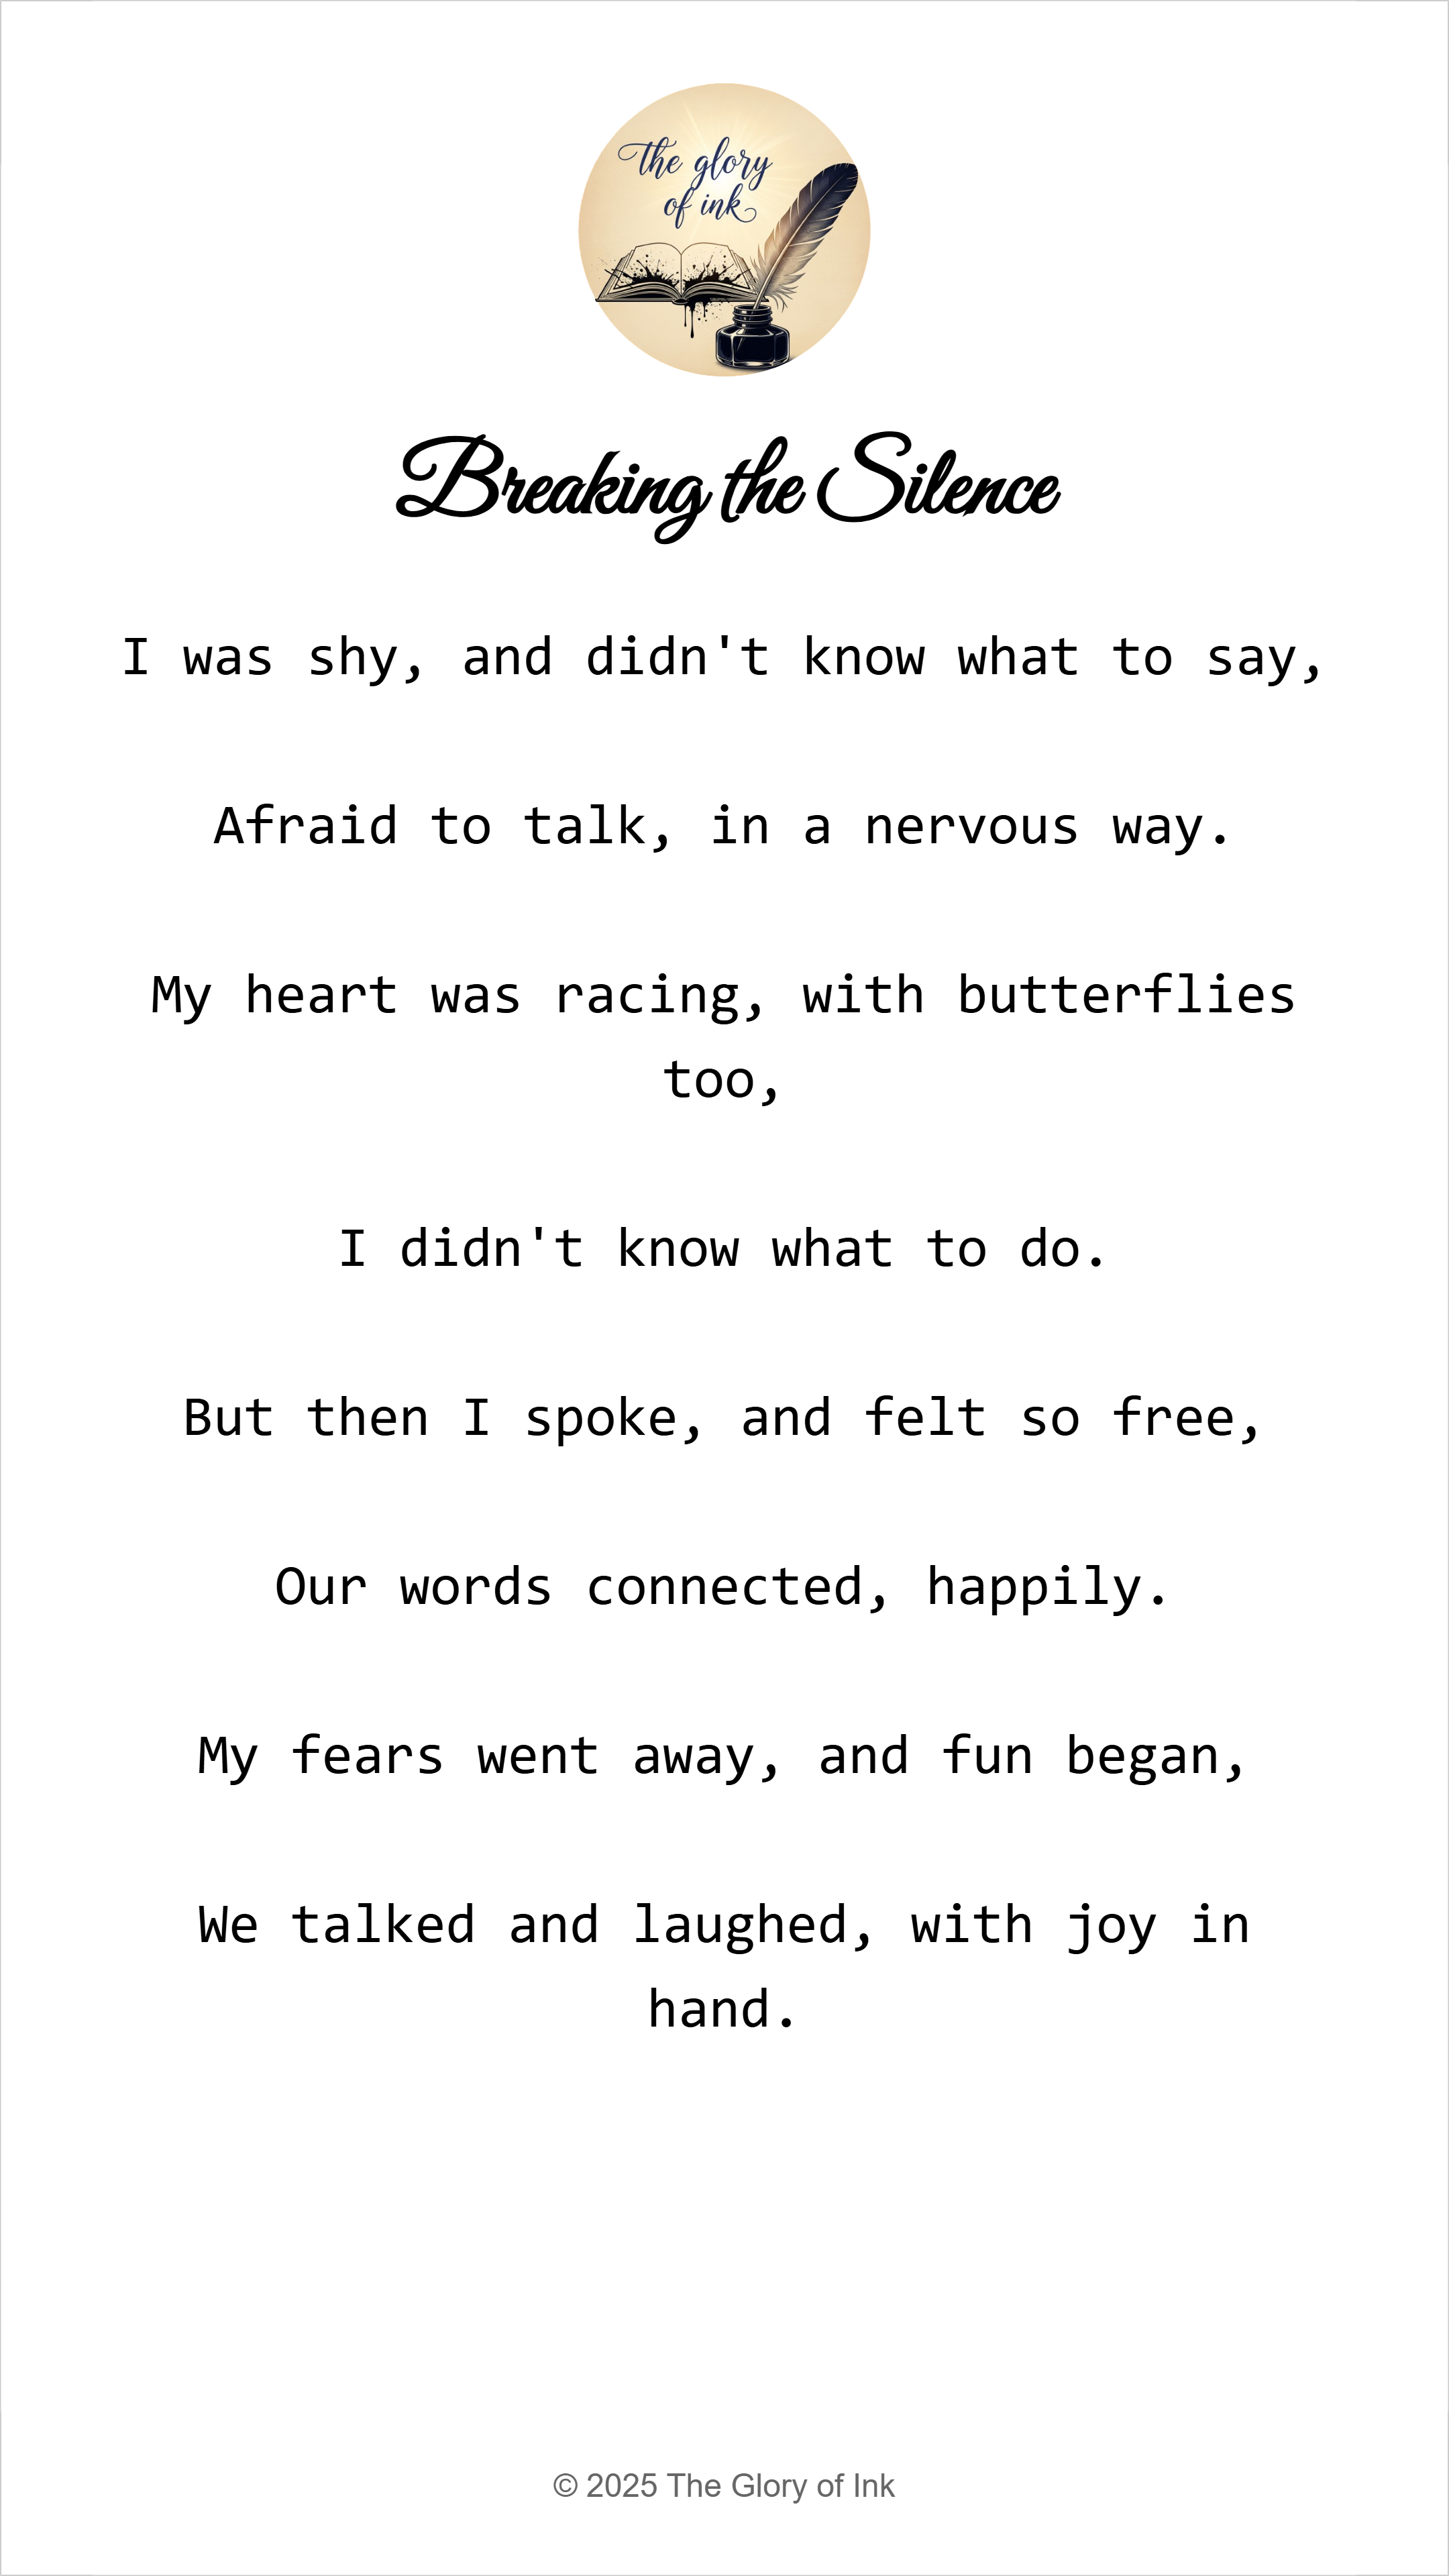 the glory
of ink
Breaking the Silence
I was shy, and didn't know what to say,
Afraid to talk, in a nervous way.
My heart was racing, with butterflies
too,
I didn't know what to do.
But then I spoke, and felt so free,
Our words connected, happily.
My fears went away, and fun began,
We talked and laughed, with joy in
hand.
© 2025 The Glory of Ink